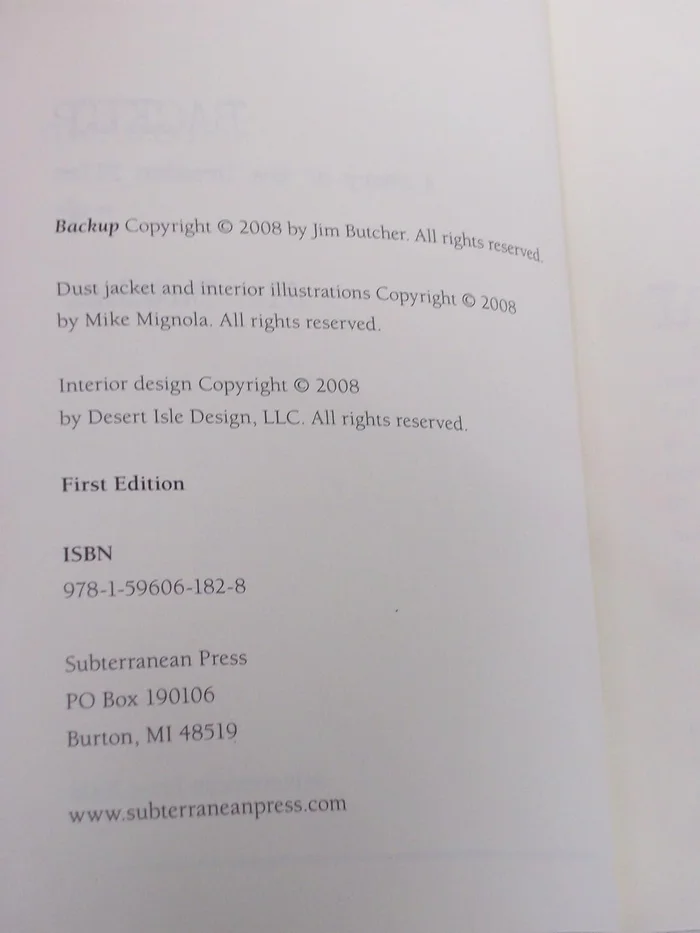 Backup Copyright © 2008 by Jim Butcher. All rights reserved.
Dust jacket and interior illustrations Copyright © 2008
by Mike Mignola. All rights reserved.
Interior design Copyright © 2008
by Desert Isle Design, LLC. All rights reserved.
First Edition
ISBN
978-1-59606-182-8
Subterranean Press
PO Box 190106
Burton, MI 48519
www.subterraneanpress.com